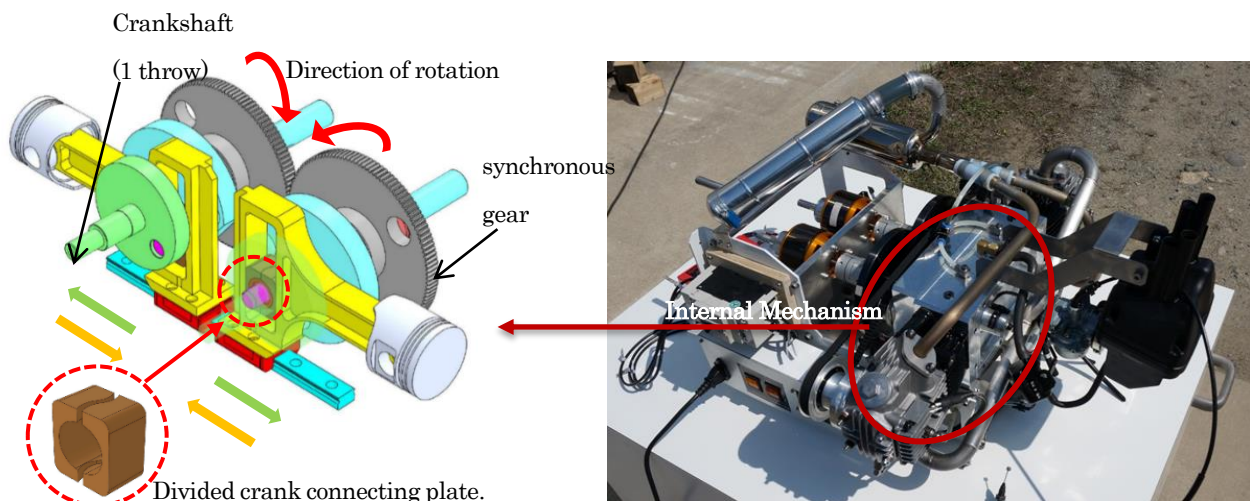 Crankshaft
(1 throw)
Direction of rotation
synchronous
gear
Internal Mechanism
Divided crank connecting plate.